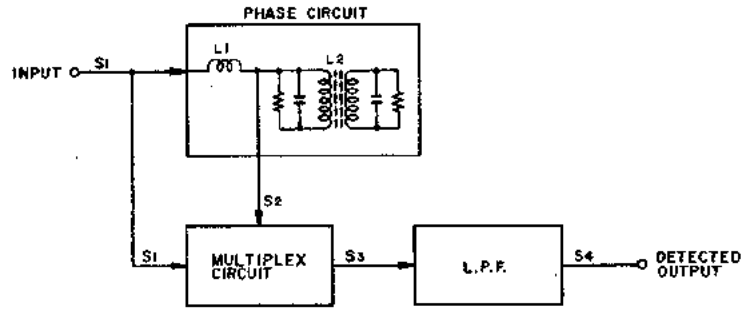 PHASE CIRCUIT
L1
L2
INPUT
S1
S2
S1
MULTIPLEX
CIRCUIT
S3
L.P.F.
S4
DETECTED
OUTPUT